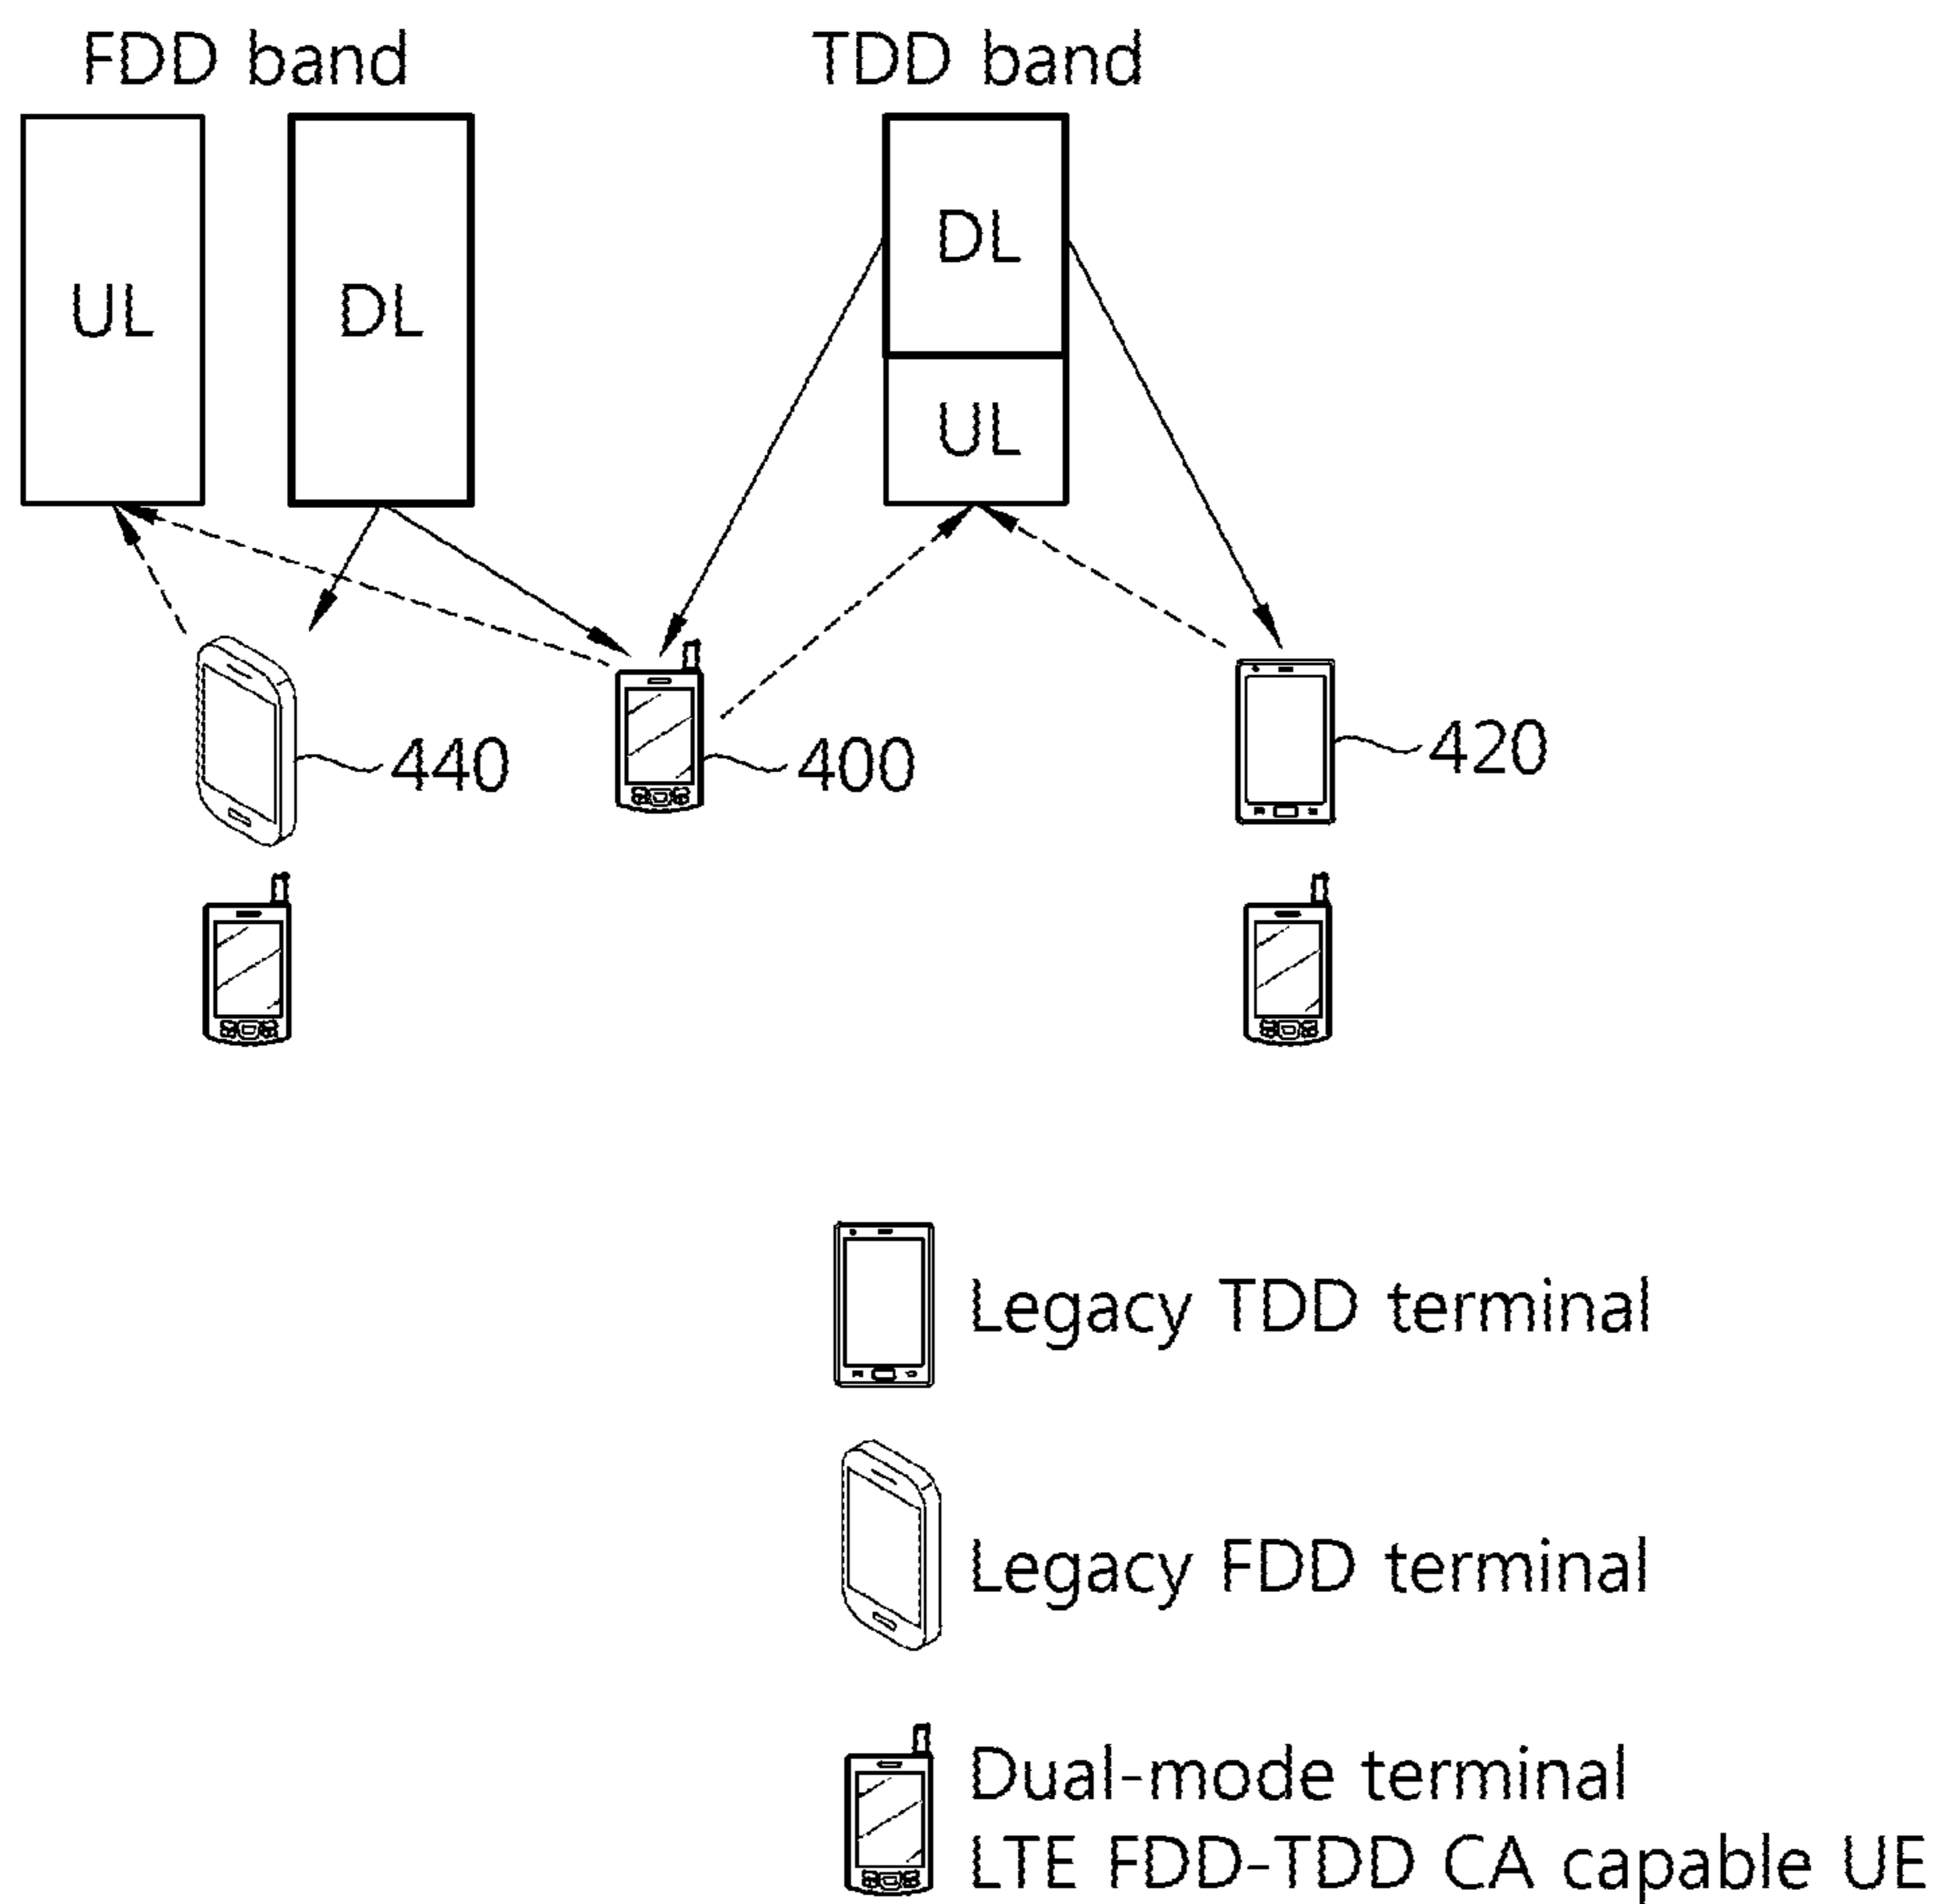 FDD band
TDD band
UL
DL
DL
UL
440
400
420
Legacy TDD terminal
Legacy FDD terminal
Dual-mode terminal
LTE FDD-TDD CA capable UE